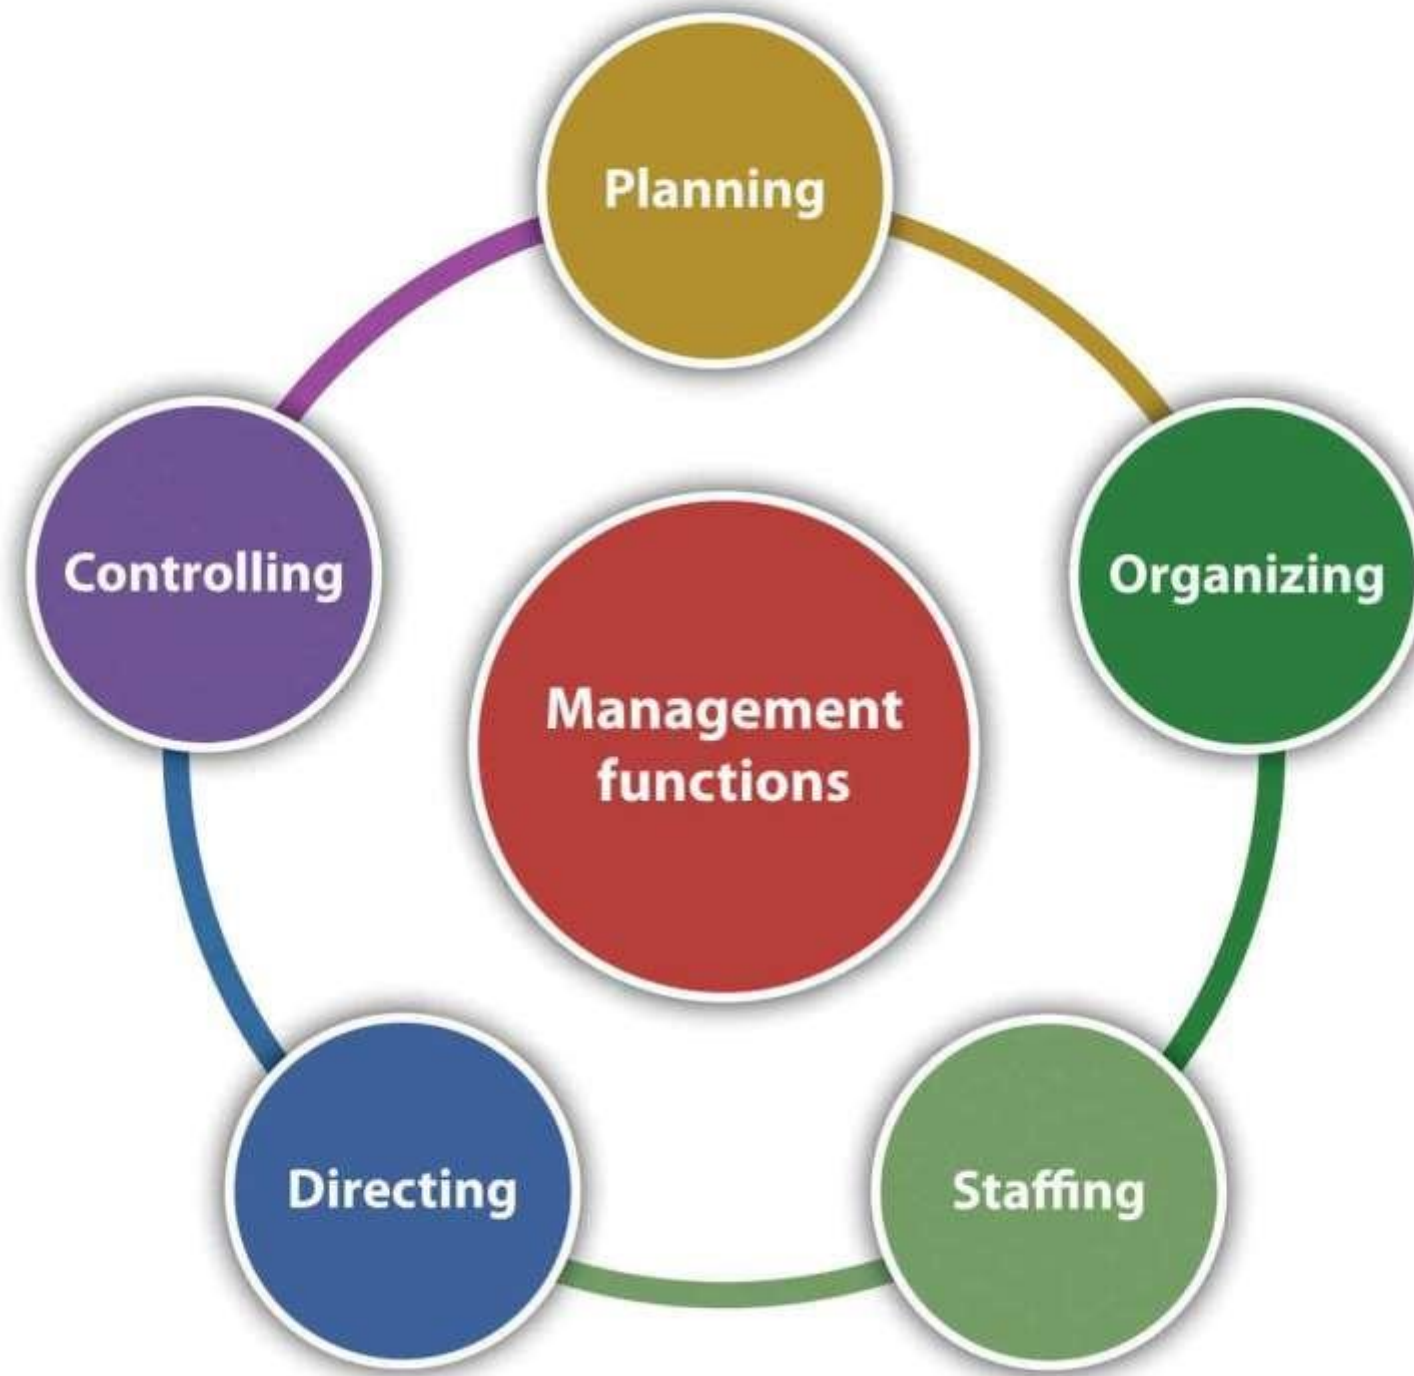 Planning
Controlling
Organizing
Management
functions
Directing
Staffing